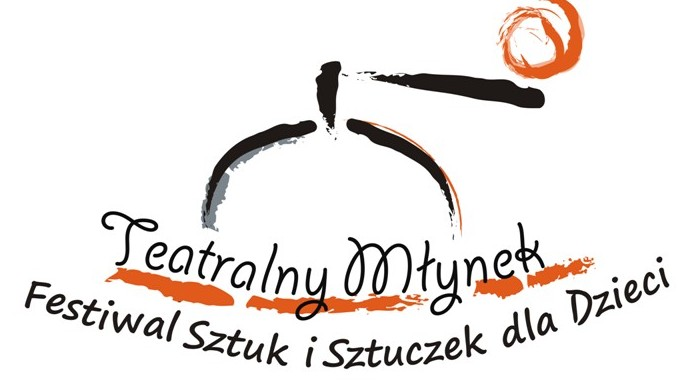 Teatralny Młynek
Festiwal Sztuk i Sztuczek dla Dzieci